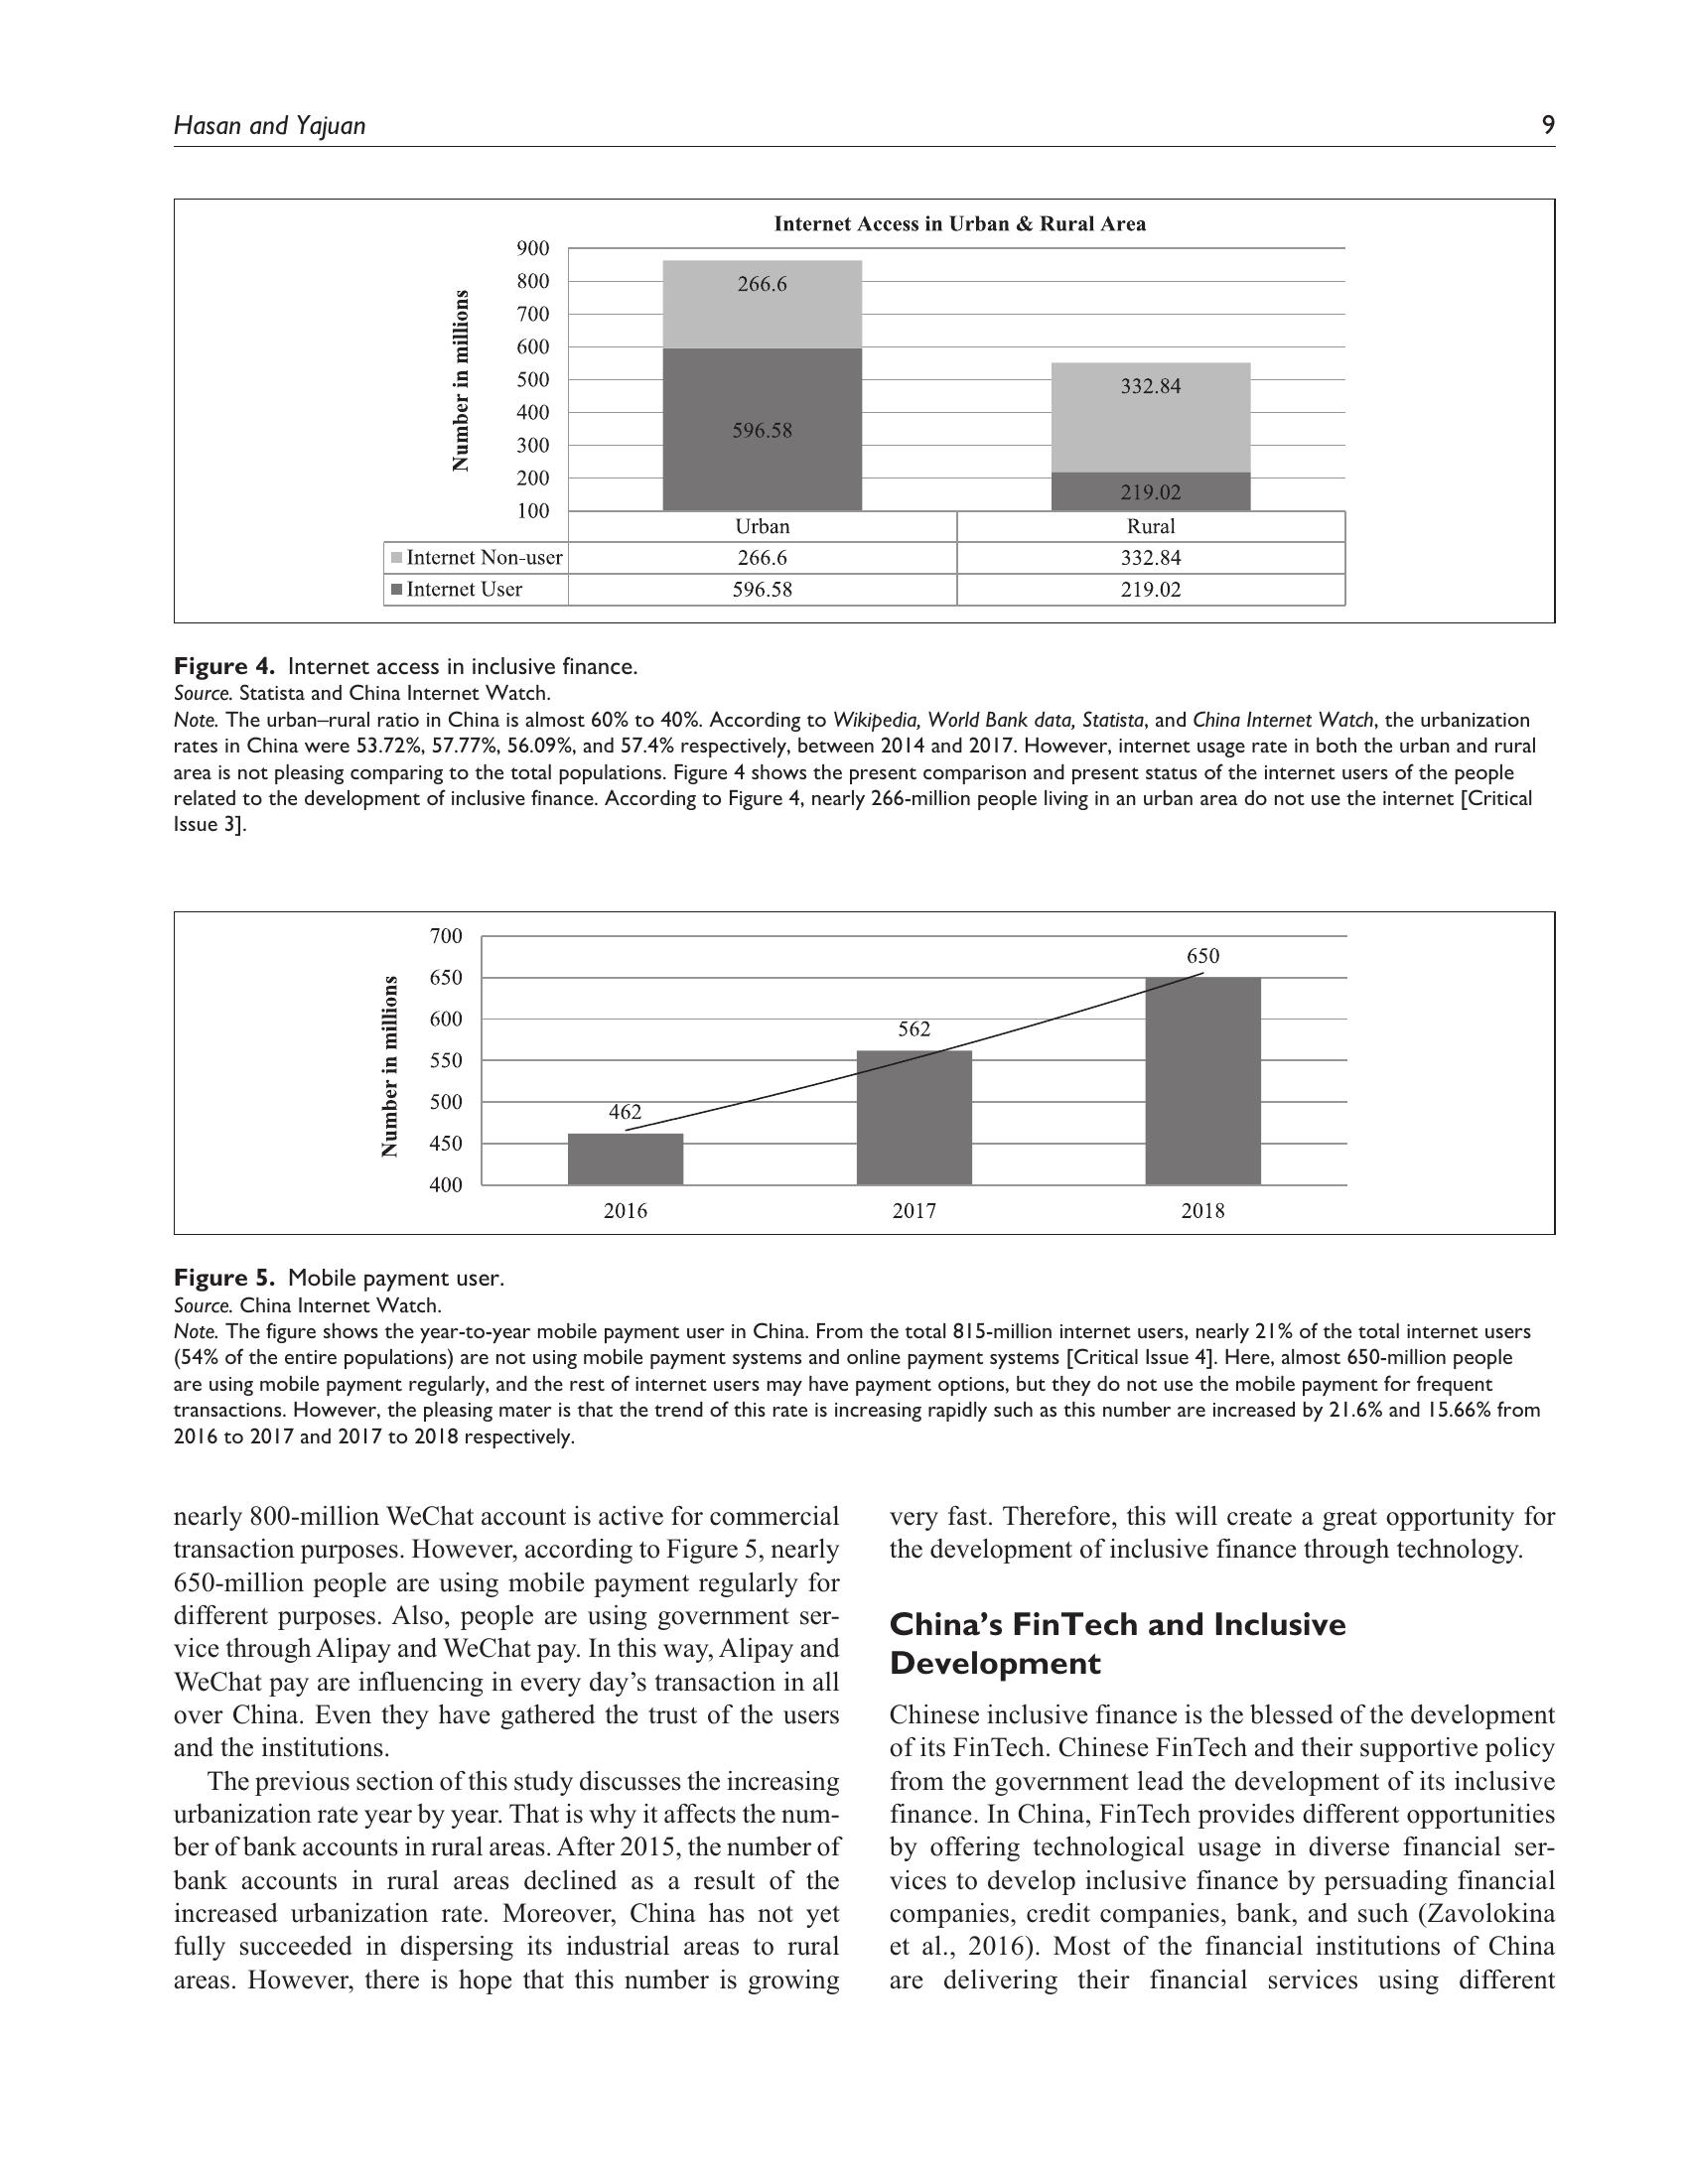 Hasan and Yajuan 9
Internet Access in Urban & Rural Area
Number in millions
900
800
700
600
500
400
300
200
100
266.6
596.58
332.84
219.02
Urban Rural
Internet Non-user 266.6 332.84
Internet User 596.58 219.02
Figure 4. Internet access in inclusive finance.
Source. Statista and China Internet Watch.
Note. The urban–rural ratio in China is almost 60% to 40%. According to Wikipedia, World Bank data, Statista, and China Internet Watch, the urbanization
rates in China were 53.72%, 57.77%, 56.09%, and 57.4% respectively, between 2014 and 2017. However, internet usage rate in both the urban and rural
area is not pleasing comparing to the total populations. Figure 4 shows the present comparison and present status of the internet users of the people
related to the development of inclusive finance. According to Figure 4, nearly 266-million people living in an urban area do not use the internet [Critical
Issue 3].
Number in millions
700
650
600
550
500
450
400
462
562
650
2016 2017 2018
Figure 5. Mobile payment user.
Source. China Internet Watch.
Note. The figure shows the year-to-year mobile payment user in China. From the total 815-million internet users, nearly 21% of the total internet users
(54% of the entire populations) are not using mobile payment systems and online payment systems [Critical Issue 4]. Here, almost 650-million people
are using mobile payment regularly, and the rest of internet users may have payment options, but they do not use the mobile payment for frequent
transactions. However, the pleasing mater is that the trend of this rate is increasing rapidly such as this number are increased by 21.6% and 15.66% from
2016 to 2017 and 2017 to 2018 respectively.
nearly 800-million WeChat account is active for commercial
transaction purposes. However, according to Figure 5, nearly
650-million people are using mobile payment regularly for
different purposes. Also, people are using government ser-
vice through Alipay and WeChat pay. In this way, Alipay and
WeChat pay are influencing in every day's transaction in all
over China. Even they have gathered the trust of the users
and the institutions.
The previous section of this study discusses the increasing
urbanization rate year by year. That is why it affects the num-
ber of bank accounts in rural areas. After 2015, the number of
bank accounts in rural areas declined as a result of the
increased urbanization rate. Moreover, China has not yet
fully succeeded in dispersing its industrial areas to rural
areas. However, there is hope that this number is growing
very fast. Therefore, this will create a great opportunity for
the development of inclusive finance through technology.
China's FinTech and Inclusive
Development
Chinese inclusive finance is the blessed of the development
of its FinTech. Chinese FinTech and their supportive policy
from the government lead the development of its inclusive
finance. In China, FinTech provides different opportunities
by offering technological usage in diverse financial ser-
vices to develop inclusive finance by persuading financial
companies, credit companies, bank, and such (Zavolokina
et al., 2016). Most of the financial institutions of China
are delivering their financial services using different